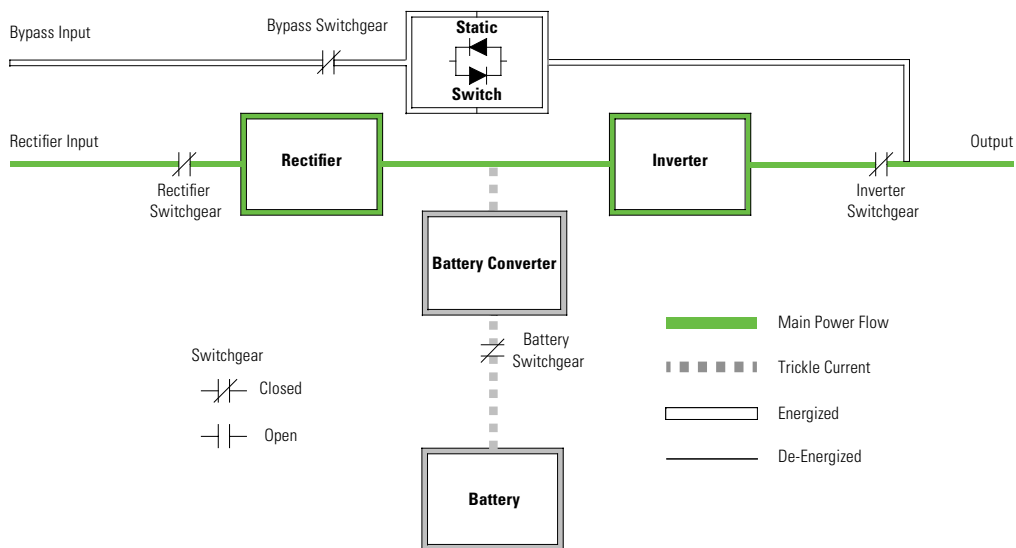 Bypass Input
Bypass Switchgear
Static
Switch
Rectifier Input
Rectifier
Inverter
Output
Rectifier
Switchgear
Inverter
Switchgear
Battery Converter
Battery
Switchgear
Switchgear
Closed
Open
Battery
Main Power Flow
Trickle Current
Energized
De-Energized